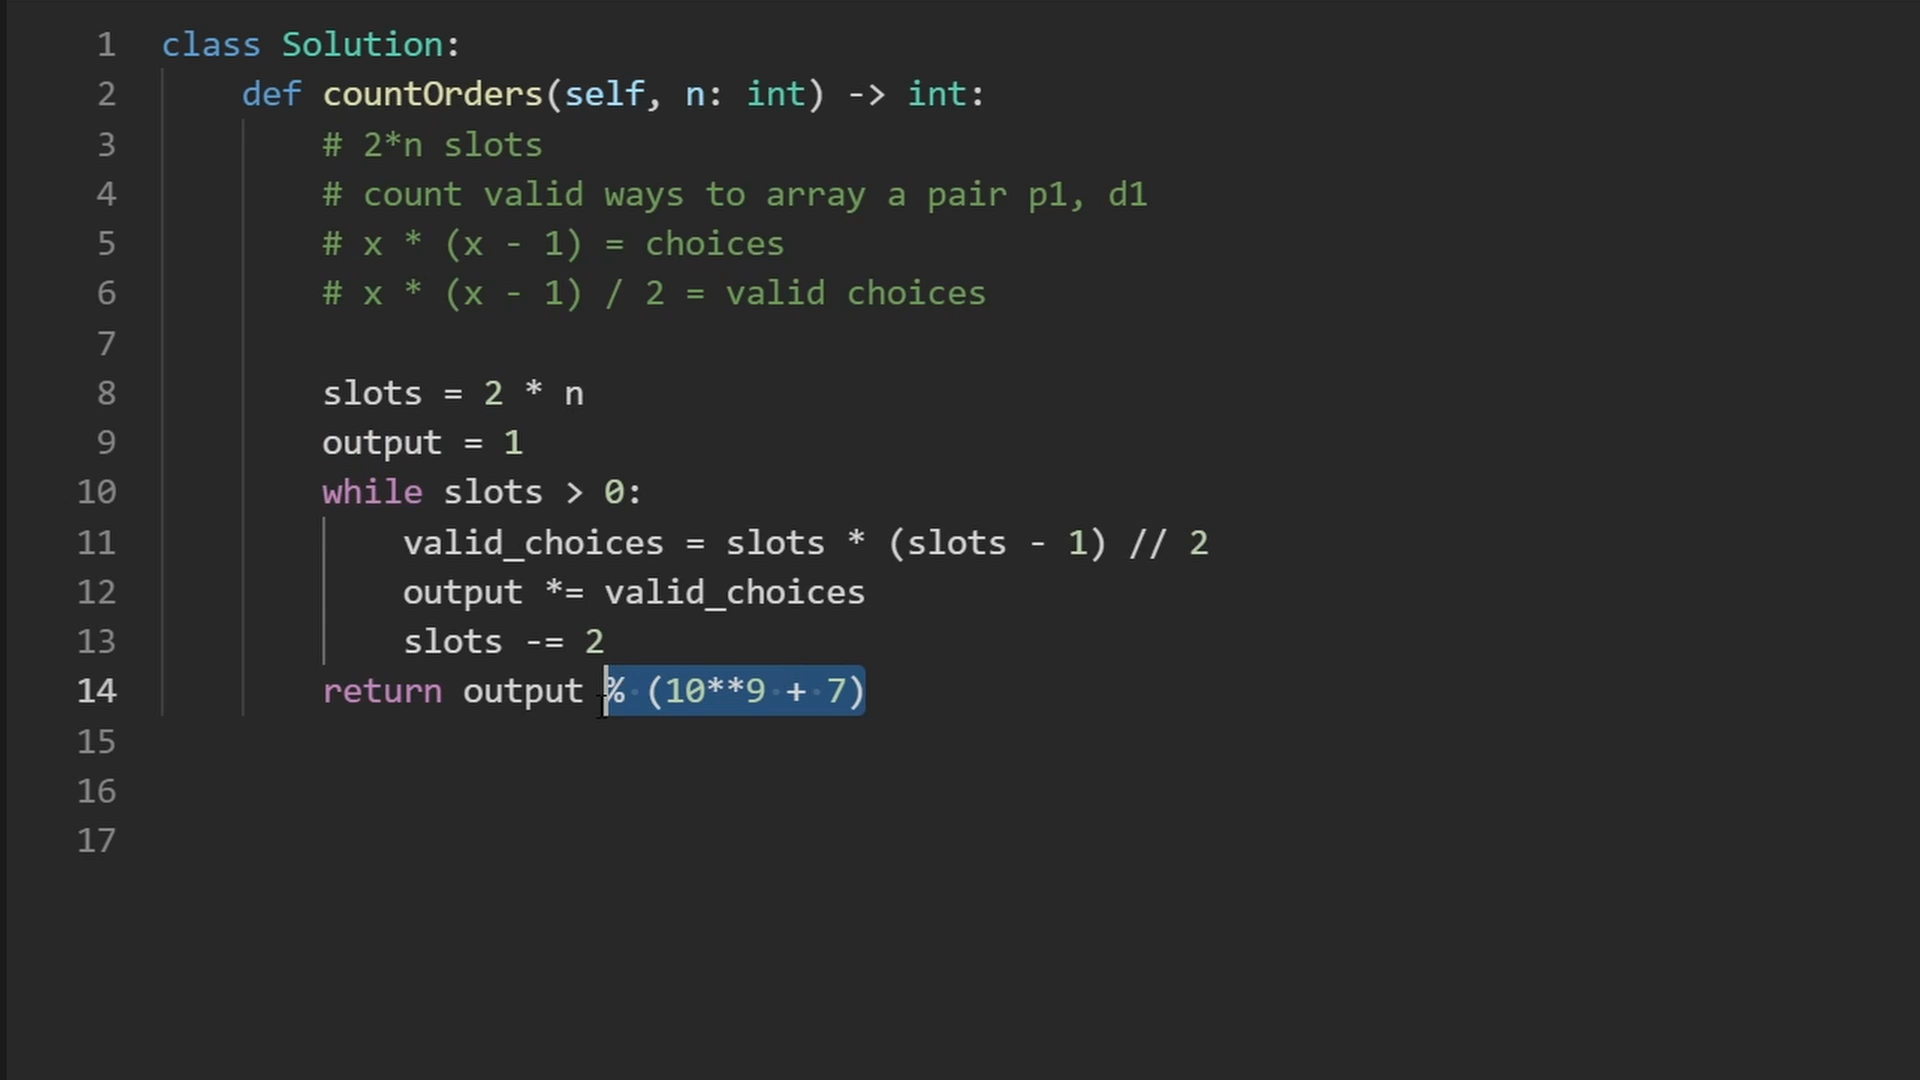 1 class Solution:
2 def countOrders(self, n: int) -> int:
3 # 2*n slots
4 # count valid ways to array a pair p1, d1
5 # x * (x - 1) = choices
6 # x * (x - 1) / 2 = valid choices
7
8 slots = 2 * n
9 output = 1
10 while slots > 0:
11 valid_choices = slots * (slots - 1) // 2
12 output *= valid_choices
13 slots -= 2
14 return output % (10**9 + 7)
15
16
17